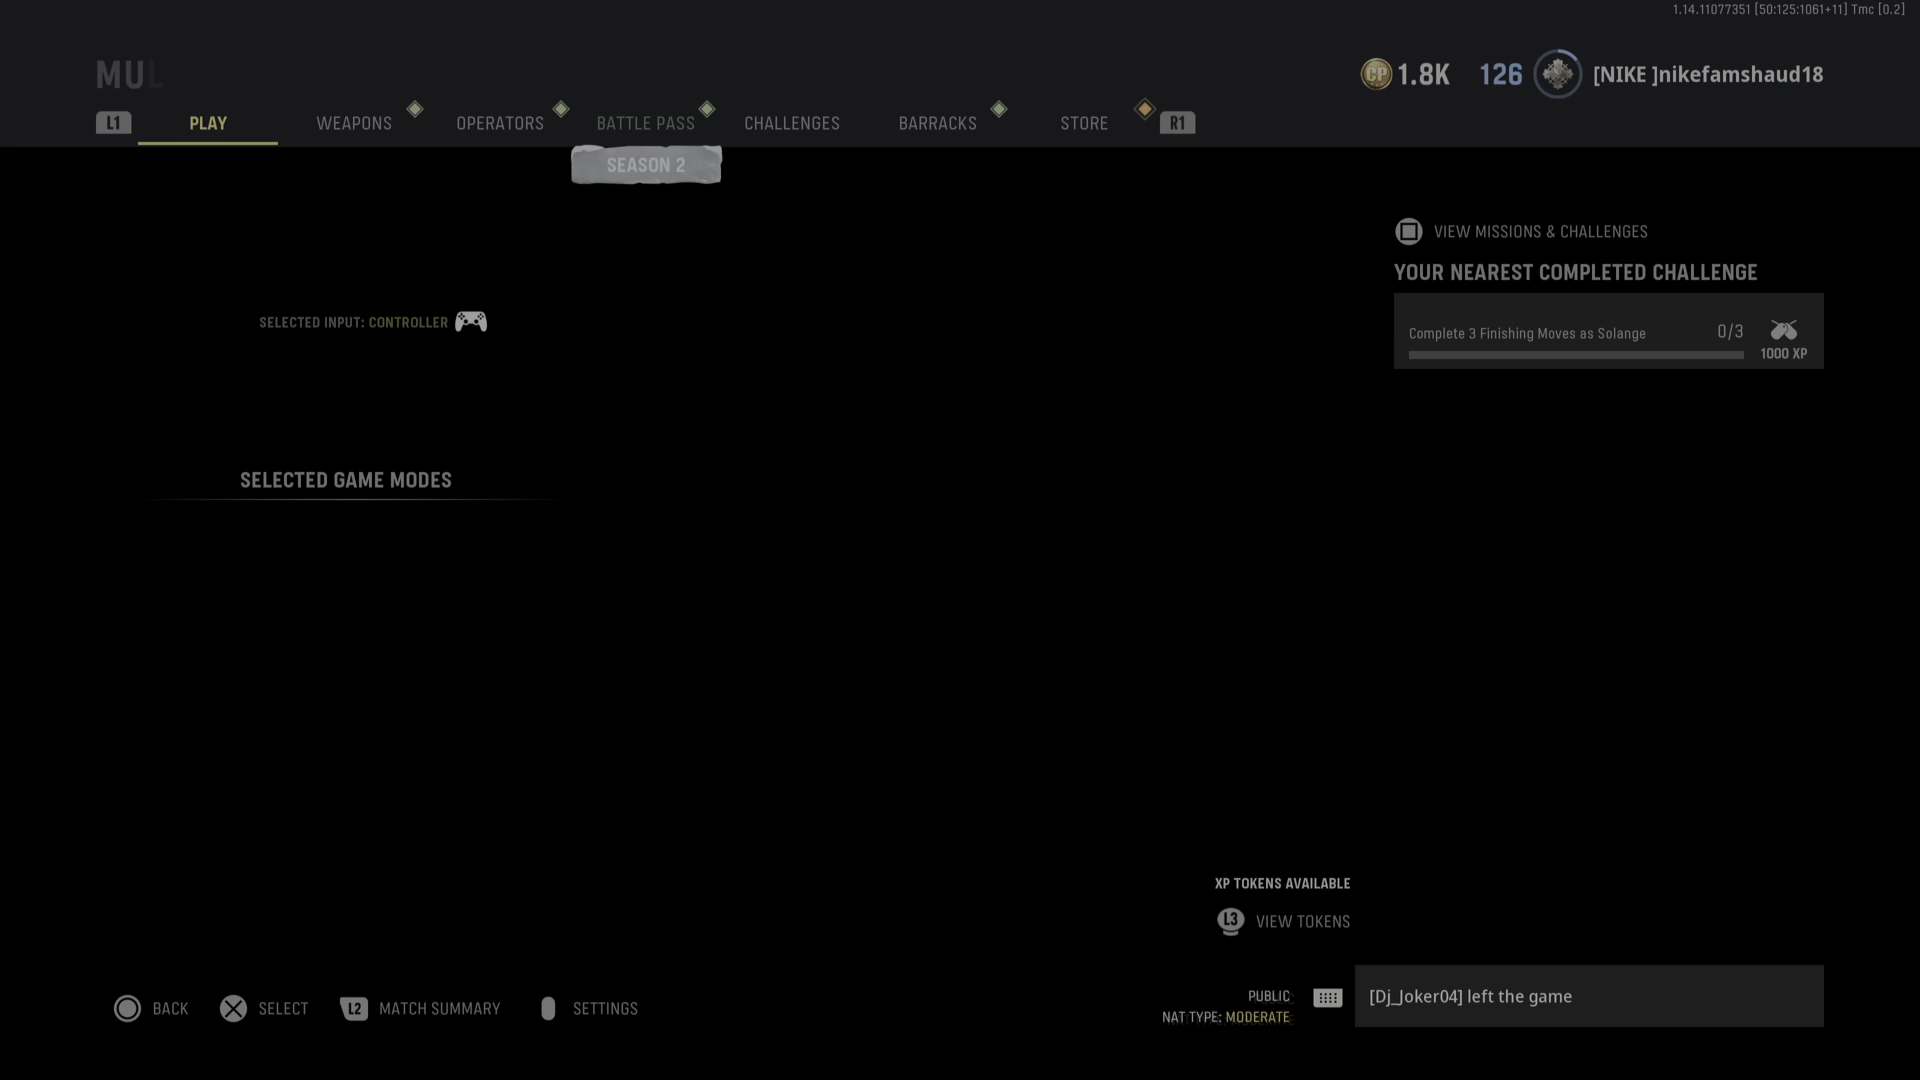 1.14.11077351 [50:125:1061+11] Tmc [0.2]
MUL
CP 1.8K 126 [NIKE ]nikefamshaud18
L1 PLAY WEAPONS OPERATORS BATTLE PASS CHALLENGES BARRACKS STORE R1
SEASON 2
VIEW MISSIONS & CHALLENGES
YOUR NEAREST COMPLETED CHALLENGE
Complete 3 Finishing Moves as Solange 0/3
1000 XP
SELECTED INPUT: CONTROLLER
SELECTED GAME MODES
XP TOKENS AVAILABLE
L3 VIEW TOKENS
BACK SELECT L2 MATCH SUMMARY SETTINGS
PUBLIC
NAT TYPE: MODERATE
[Dj_Joker04] left the game